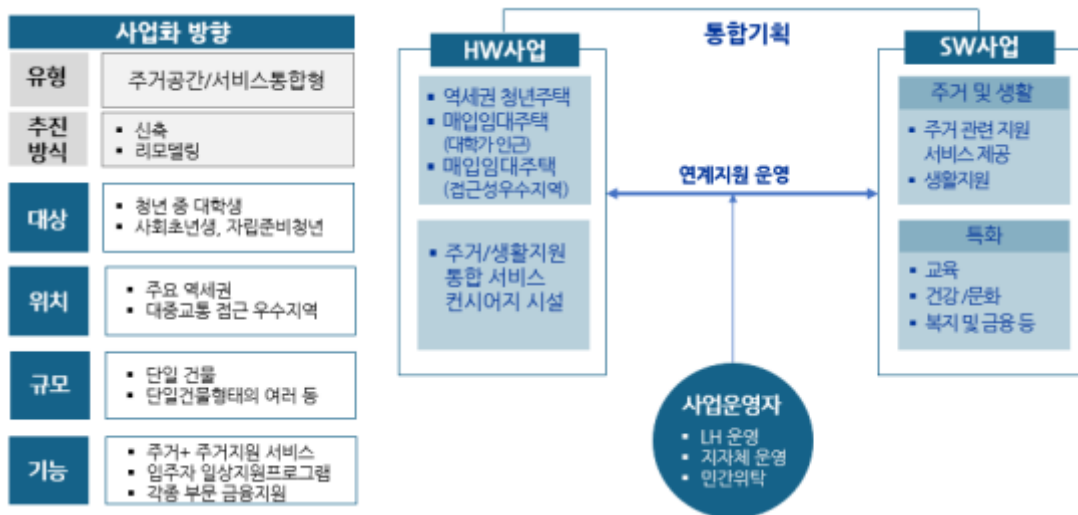 사업화 방향
유형
주거공간/서비스통합형
추진
방식
▪ 신축
▪ 리모델링
대상
▪ 청년 중 대학생
▪ 사회초년생, 자립준비청년
위치
▪ 주요 역세권
▪ 대중교통 접근 우수지역
규모
▪ 단일 건물
▪ 단일건물형태의 여러 동
기능
▪ 주거+ 주거지원 서비스
▪ 입주자 일상지원프로그램
▪ 각종 부문 금융지원
통합기획
HW사업
▪ 역세권 청년주택
▪ 매입임대주택
(대학가 인근)
▪ 매입임대주택
(접근성우수지역)
▪ 주거/생활지원
통합 서비스
컨시어지 시설
연계지원 운영
사업운영자
▪ LH 운영
▪ 지자체 운영
▪ 민간위탁
SW사업
주거 및 생활
▪ 주거 관련 지원
서비스 제공
▪ 생활지원
특화
▪ 교육
▪ 건강/문화
▪ 복지 및 금융 등